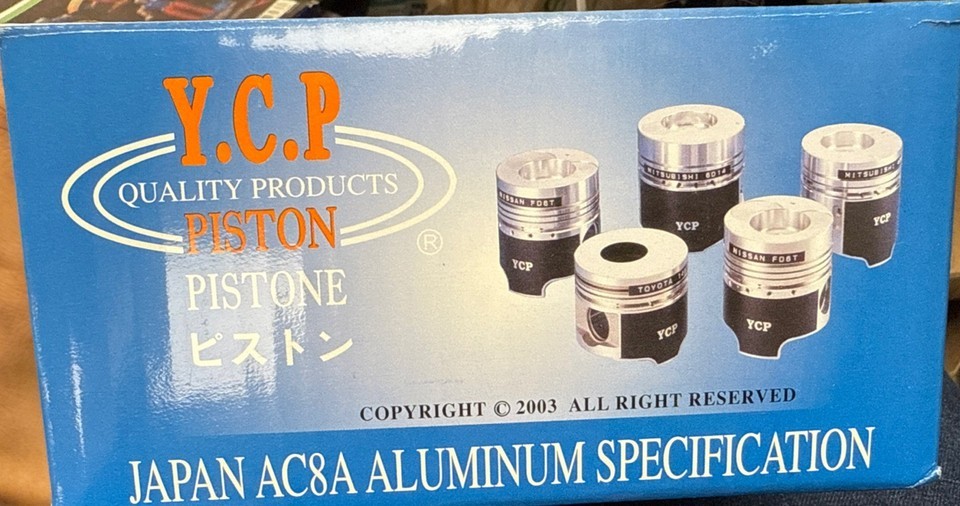 Y.C.P
QUALITY PRODUCTS
PISTON
®
PISTONE
ピストン
NISSAN FD6T
YCP
MITSUBISHI 6D14
YCP
MITSUBISHI
YCP
TOYOTA
YCP
NISSAN FD6T
YCP
COPYRIGHT © 2003 ALL RIGHT RESERVED
JAPAN AC8A ALUMINUM SPECIFICATION